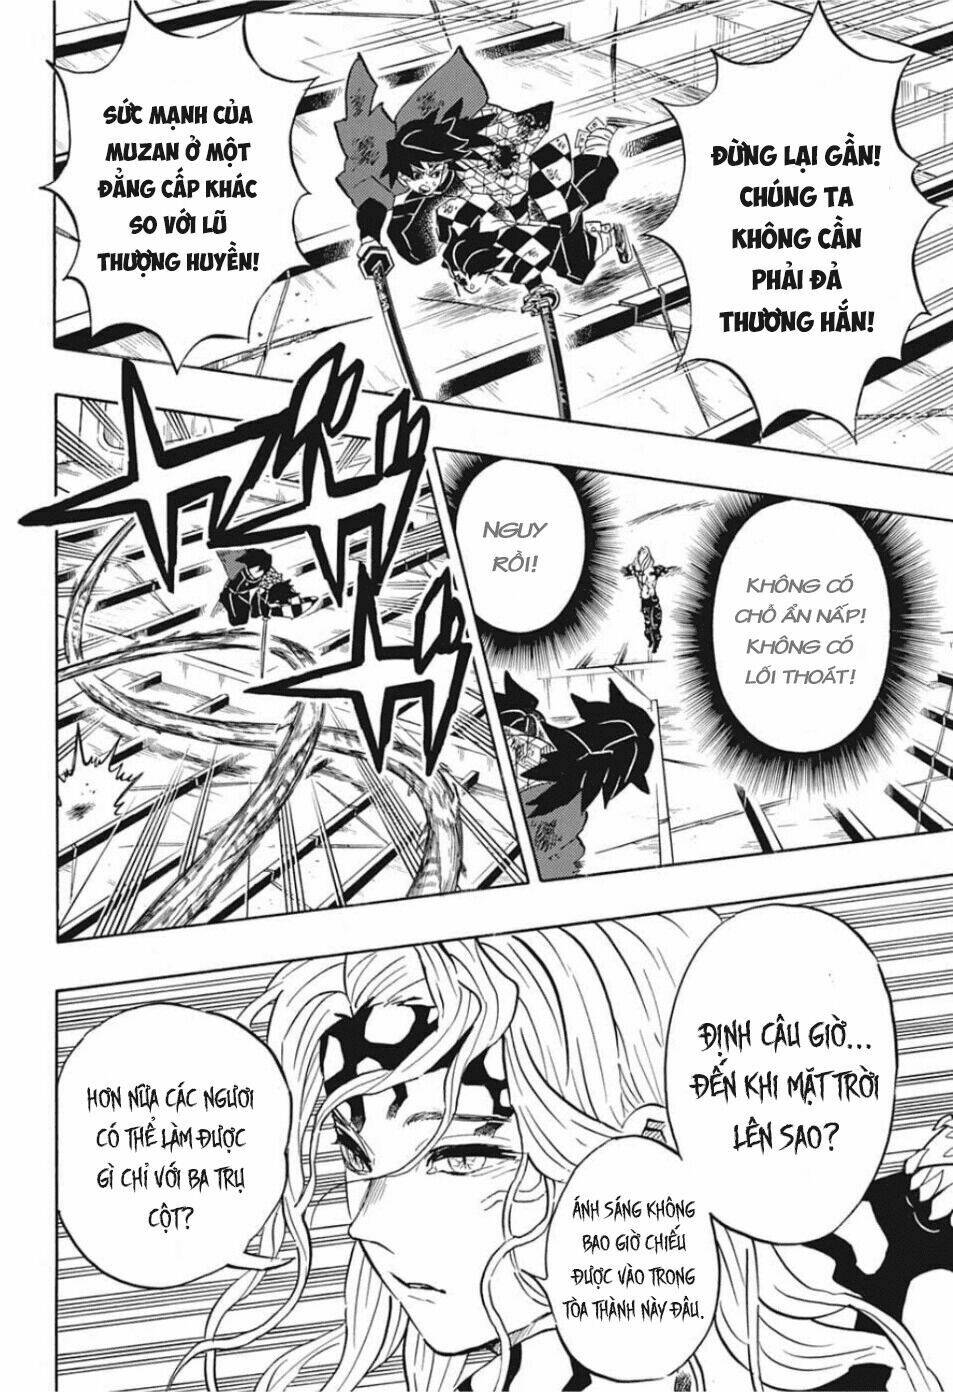 ĐỪNG LẠI GẦN!
CHÚNG TA
KHÔNG CẦN
PHẢI ĐẢ
THƯƠNG HẮN!
SỨC MẠNH CỦA
MUZAN Ở MỘT
ĐẲNG CẤP KHÁC
SO VỚI LŨ
THƯỢNG HUYỀN!
KHÔNG CÓ
CHỖ ẨN NẤP!
KHÔNG CÓ
LỐI THOÁT!
NGUY
RỒI!
ガガガ
ĐỊNH CÂU GIỜ...
ĐẾN KHI MẶT TRỜI
LÊN SAO?
ÁNH SÁNG KHÔNG
BAO GIỜ CHIẾU
ĐƯỢC VÀO TRONG
TÒA THÀNH NÀY ĐÂU.
HƠN NỮA CÁC NGƯƠI
CÓ THỂ LÀM ĐƯỢC
GÌ CHỈ VỚI BA TRỤ
CỘT?